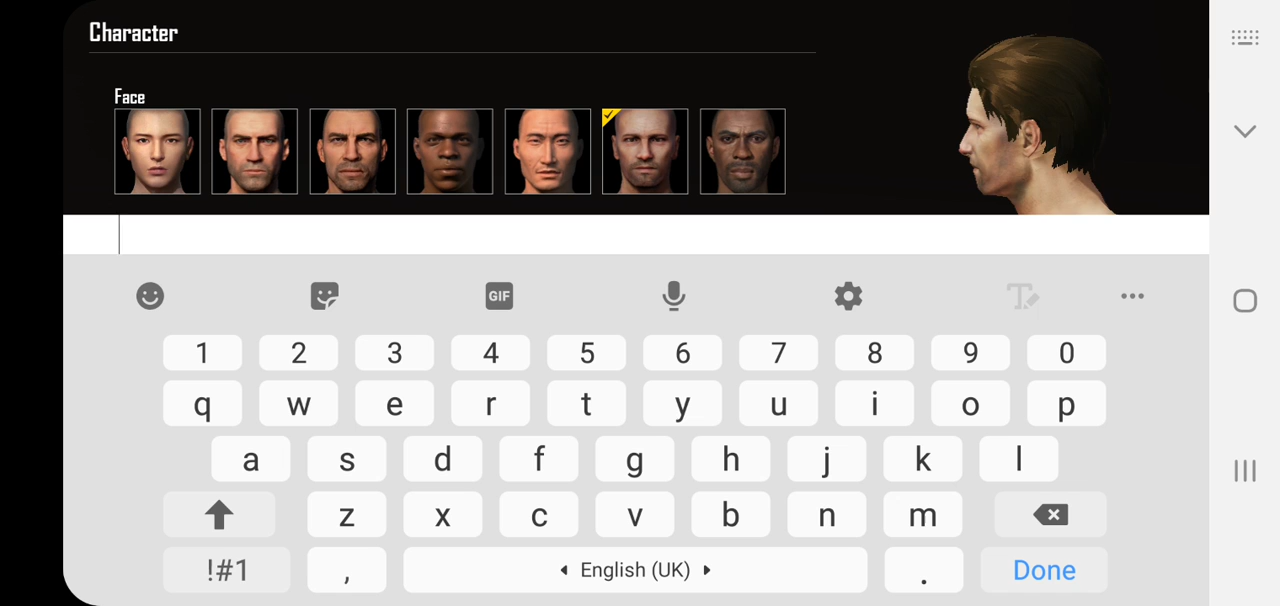 Character
Face
GIF
1 2 3 4 5 6 7 8 9 0
q w e r t y u i o p
a s d f g h j k l
z x c v b n m
!#1 , English (UK) . Done